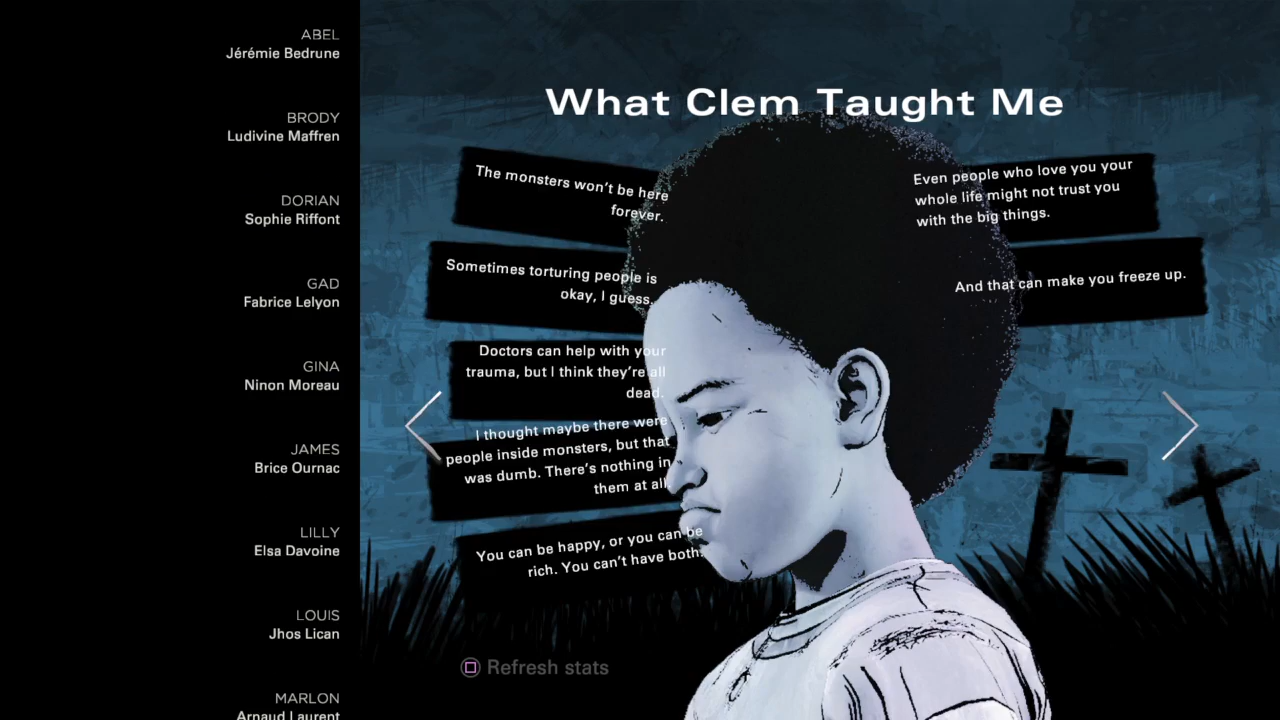 ABEL
Jérémie Bedrune
BRODY
Ludivine Maffren
DORIAN
Sophie Riffont
GAD
Fabrice Lelyon
GINA
Ninon Moreau
JAMES
Brice Ournac
LILLY
Elsa Davoine
LOUIS
Jhos Lican
MARLON
Arnaud Laurent
What Clem Taught Me
The monsters won't be here
forever.
Sometimes torturing people is
okay, I guess.
Doctors can help with your
trauma, but I think they're all
dead.
I thought maybe there were
people inside monsters, but that
was dumb. There's nothing in
them at all.
You can be happy, or you can be
rich. You can't have both.
Even people who love you your
whole life might not trust you
with the big things.
And that can make you freeze up.
Refresh stats